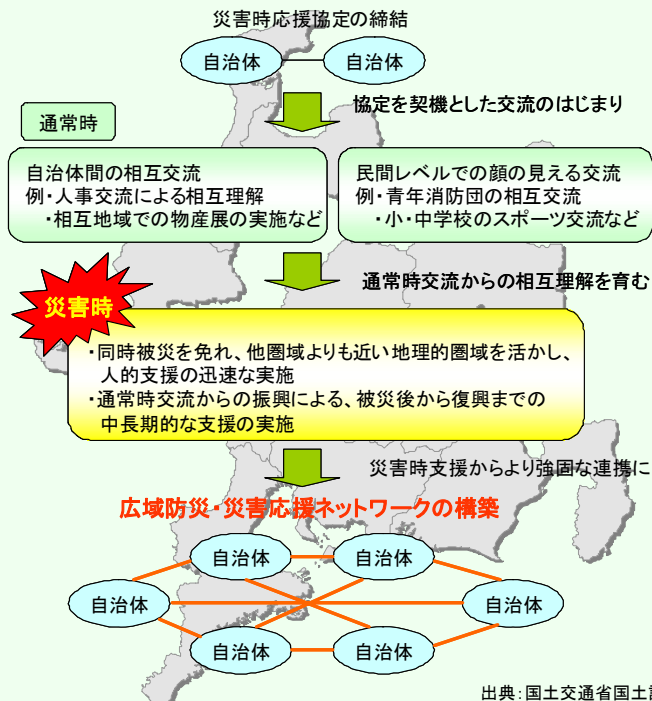 災害時応援協定の締結
自治体
自治体
協定を契機とした交流のはじまり
通常時
自治体間の相互交流
例・人事交流による相互理解
・相互地域での物産展の実施など
民間レベルでの顔の見える交流
例・青年消防団の相互交流
・小・中学校のスポーツ交流など
通常時交流からの相互理解を育む
災害時
・同時被災を免れ、他圏域よりも近い地理的圏域を活かし、
人的支援の迅速な実施
・通常時交流からの振興による、被災後から復興までの
中長期的な支援の実施
災害時支援からより強固な連携に
広域防災・災害応援ネットワークの構築
自治体
自治体
自治体
自治体
自治体
自治体
出典：国土交通省国土